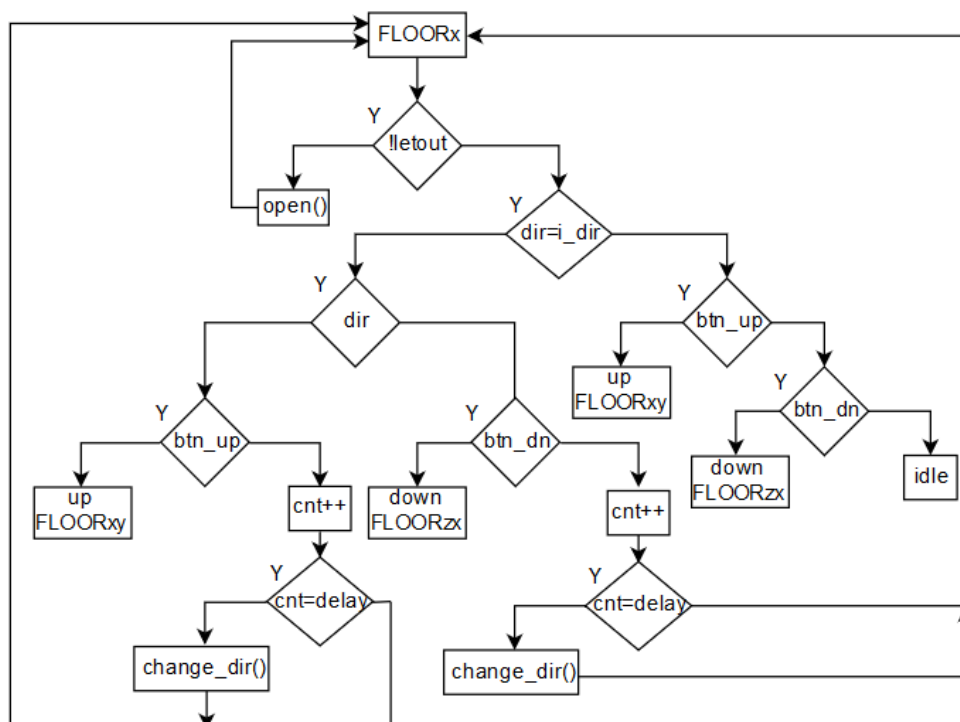 FLOORx
Y
!letout
open()
Y
dir=i_dir
Y
dir
Y
btn_up
up
FLOORxy
Y
btn_dn
down
FLOORzx
idle
Y
btn_up
up
FLOORxy
cnt++
Y
cnt=delay
change_dir()
Y
btn_dn
down
FLOORzx
cnt++
Y
cnt=delay
change_dir()